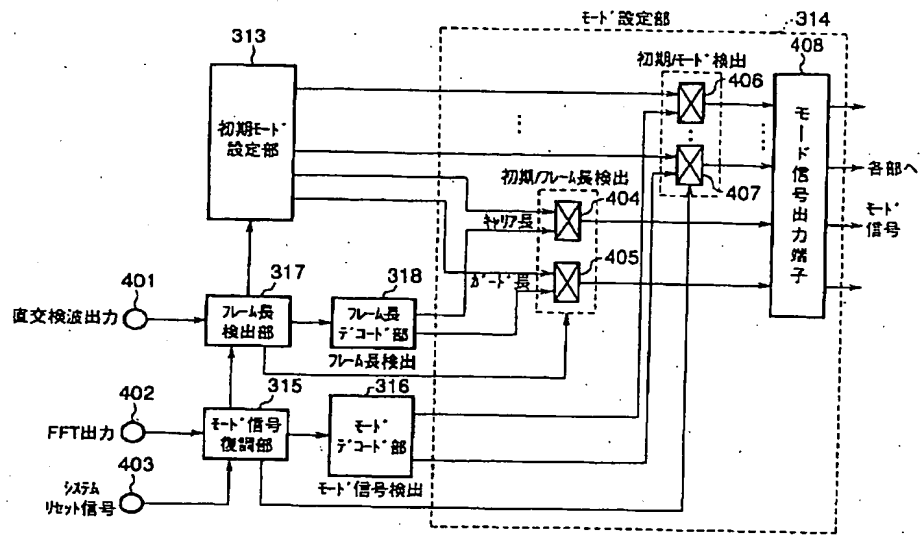 モード設定部
314
313
初期モード
設定部
初期/モード検出
406
408
407
モード信号出力端子
各部へ
モード
信号
初期/フレーム長検出
キャリア長
404
ガード長
405
401
直交検波出力
317
フレーム長
検出部
318
フレーム長
デコード部
フレーム長検出
402
FFT出力
315
モード信号
復調部
316
モード
デコード部
モード信号検出
403
システム
リセット信号